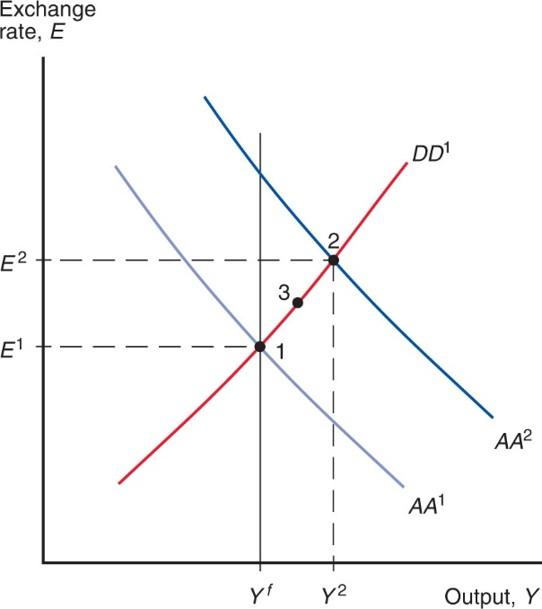 Exchange
rate, E
DD¹
2
E²
3
E¹
1
AA²
AA¹
Yᶠ
Y²
Output, Y